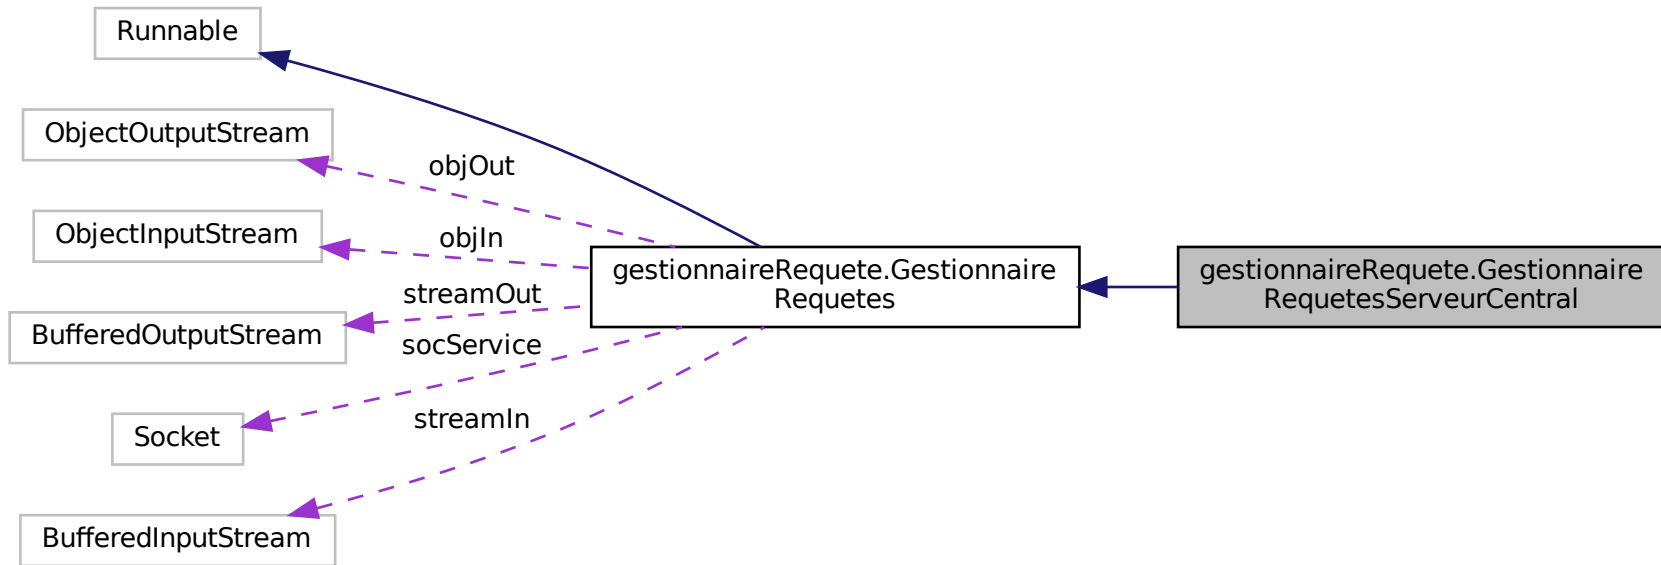 Runnable
ObjectOutputStream
objOut
ObjectInputStream
objIn
gestionnaireRequete.Gestionnaire
Requetes
gestionnaireRequete.Gestionnaire
RequetesServeurCentral
streamOut
BufferedOutputStream
socService
Socket
streamIn
BufferedInputStream